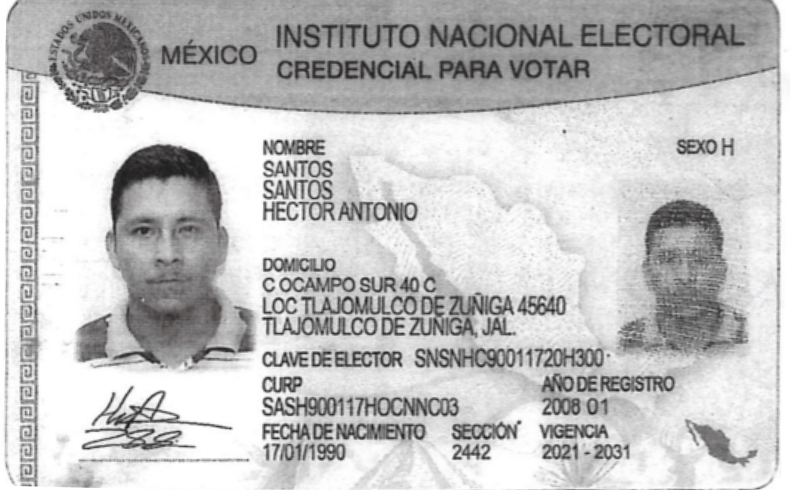 ESTADOS UNIDOS MEXICANOS
MÉXICO
INSTITUTO NACIONAL ELECTORAL
CREDENCIAL PARA VOTAR
NOMBRE
SANTOS
SANTOS
HECTOR ANTONIO
SEXO H
DOMICILIO
C OCAMPO SUR 40 C
LOC TLAJOMULCO DE ZUÑIGA 45640
TLAJOMULCO DE ZUÑIGA, JAL.
CLAVE DE ELECTOR SNSNHC90011720H300
CURP
SASH900117HOCNNC03
AÑO DE REGISTRO
2008 01
FECHA DE NACIMIENTO
17/01/1990
SECCIÓN
2442
VIGENCIA
2021 - 2031